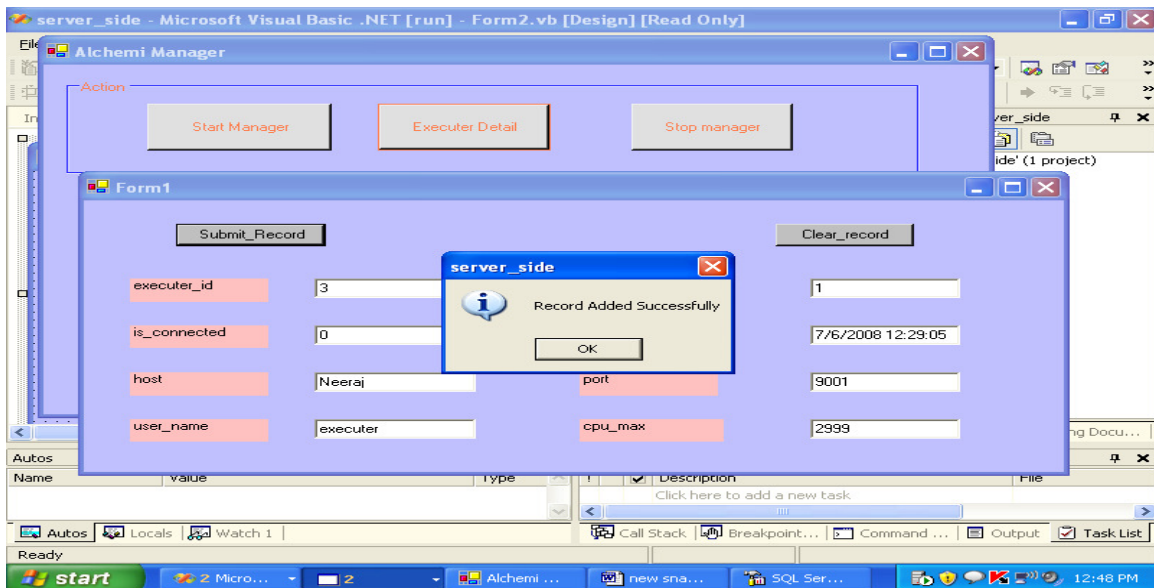 server_side - Microsoft Visual Basic .NET [run] - Form2.vb [Design] [Read Only]
Alchemi Manager
Action
Start Manager
Executer Detail
Stop manager
ver_side
ide' (1 project)
Form1
Submit_Record
Clear_record
server_side
Record Added Successfully
OK
executer_id
3
1
is_connected
0
7/6/2008 12:29:05
host
Neeraj
port
9001
user_name
executer
cpu_max
2999
ng Docu...
Autos
Name
Value
Type
!
Description
File
Click here to add a new task
Autos
Locals
Watch 1
Call Stack
Breakpoint...
Command ...
Output
Task List
Ready
start
2 Micro...
2
Alchemi ...
new sna...
SQL Ser...
12:48 PM